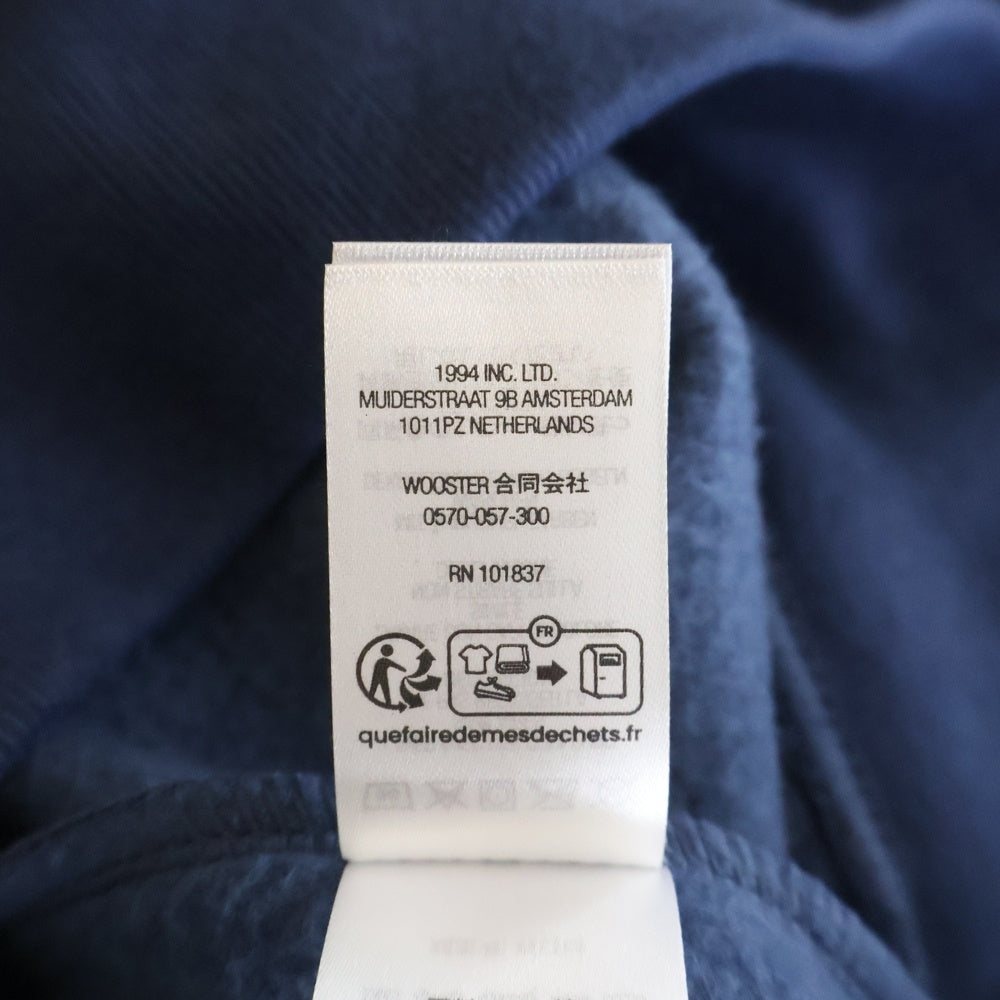 1994 INC. LTD.
MUIDERSTRAAT 9B AMSTERDAM
1011PZ NETHERLANDS
WOOSTER 合同会社
0570-057-300
RN 101837
FR
quefairedemesdechets.fr